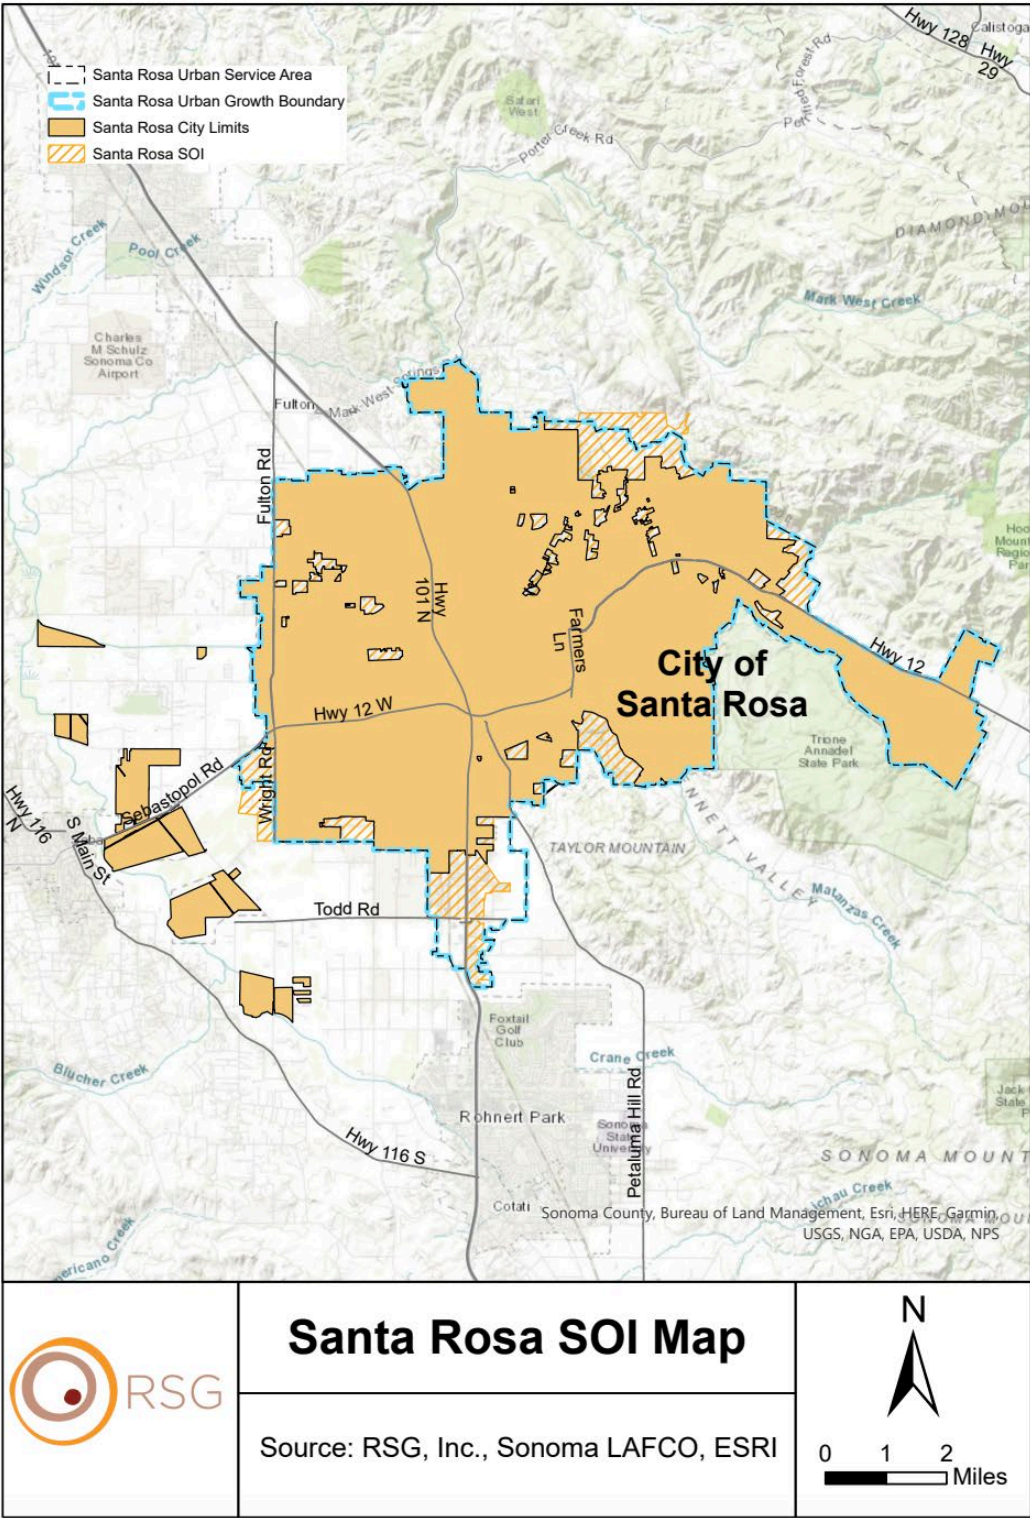 Hwy 128
Calistoga
Hwy
29
Santa Rosa Urban Service Area
Santa Rosa Urban Growth Boundary
Santa Rosa City Limits
Santa Rosa SOI
Safari
West
Porter Creek Rd
Petrified Forest Rd
Windsor Creek
Pool Creek
Mark West Creek
Charles
M Schulz
Sonoma Co
Airport
Fulton
Mark West Springs
Fulton Rd
Hwy
101 N
Farmers
Ln
City of
Santa Rosa
Hwy 12
Hwy 12 W
Trione
Annadel
State Park
Wright Rd
Sebastopol Rd
Hwy 116
N
S Main St
TAYLOR MOUNTAIN
Matanzas Creek
Todd Rd
Foxtail
Golf
Club
Crane Creek
Blucher Creek
Rohnert Park
Sonoma
State
University
Petaluma Hill Rd
Hwy 116 S
Cotati
SONOMA MOUNT
Sonoma County, Bureau of Land Management, Esri, HERE, Garmin,
USGS, NGA, EPA, USDA, NPS
RSG
Santa Rosa SOI Map
Source: RSG, Inc., Sonoma LAFCO, ESRI
N
0 1 2
Miles